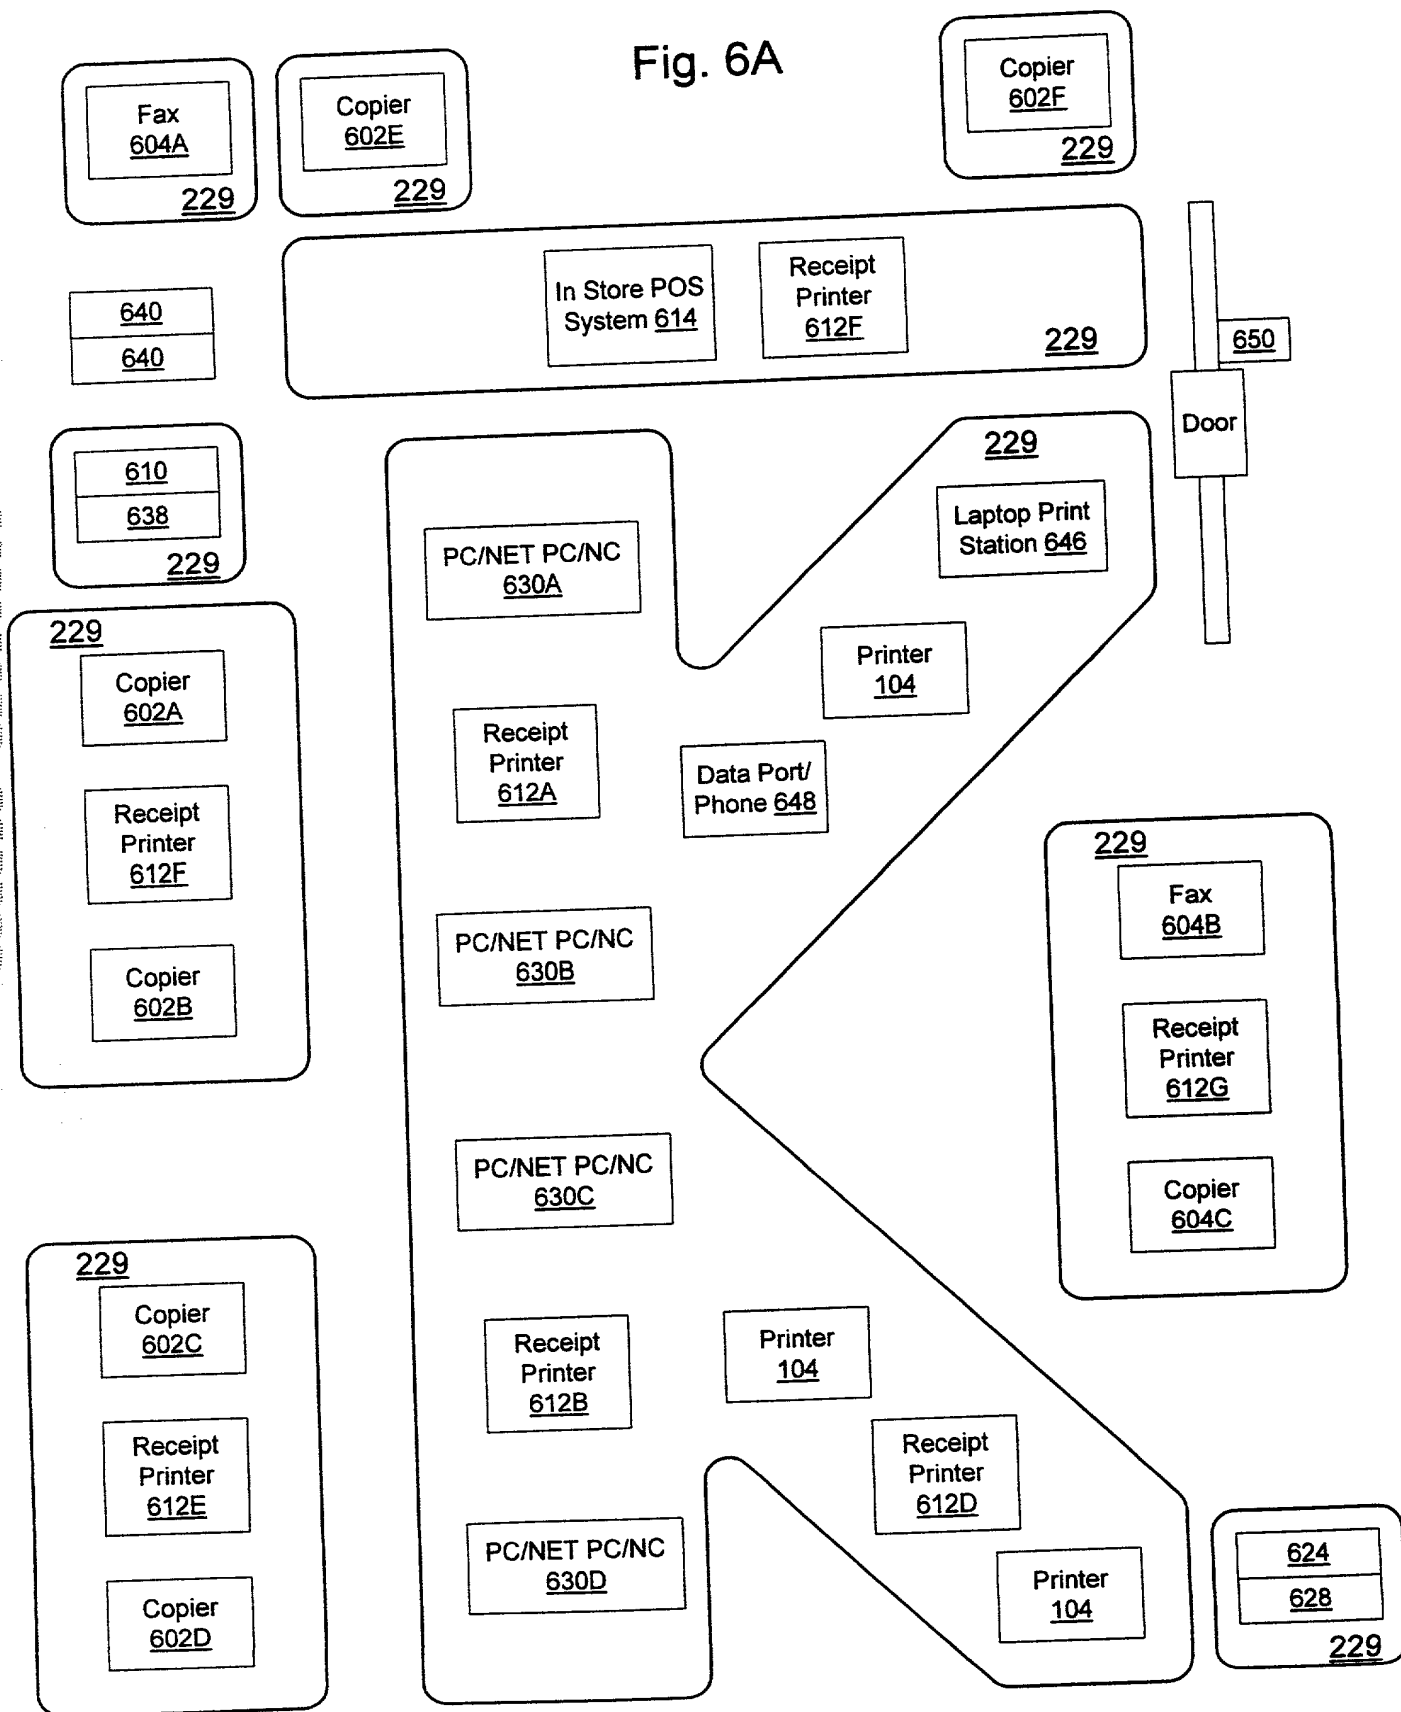 Fig. 6A
Fax
604A
229
Copier
602E
229
Copier
602F
229
In Store POS
System 614
Receipt
Printer
612F
229
640
640
650
Door
610
638
229
229
Laptop Print
Station 646
PC/NET PC/NC
630A
Printer
104
Receipt
Printer
612A
Data Port/
Phone 648
PC/NET PC/NC
630B
PC/NET PC/NC
630C
Receipt
Printer
612B
Printer
104
Receipt
Printer
612D
PC/NET PC/NC
630D
Printer
104
229
Copier
602A
Receipt
Printer
612F
Copier
602B
229
Fax
604B
Receipt
Printer
612G
Copier
604C
229
Copier
602C
Receipt
Printer
612E
Copier
602D
624
628
229